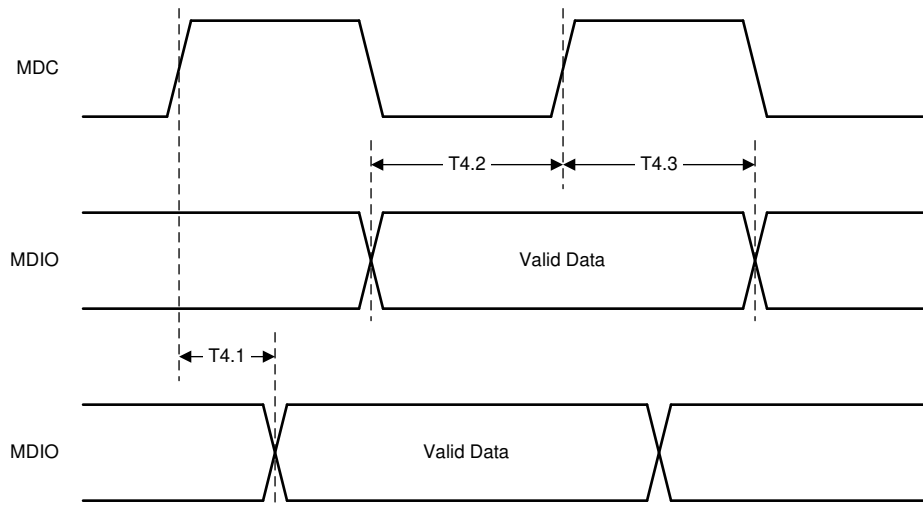 MDC
T4.2
T4.3
MDIO
Valid Data
T4.1
MDIO
Valid Data